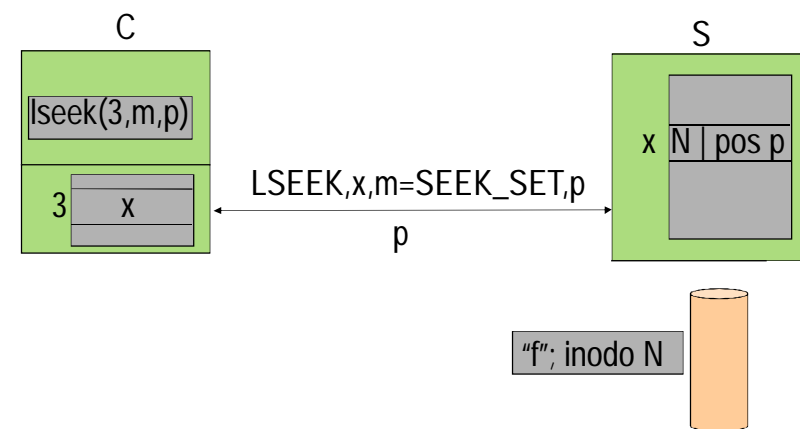 C
S
lseek(3,m,p)
x N | pos p
LSEEK,x,m=SEEK_SET,p
3 x
p
"f"; inodo N